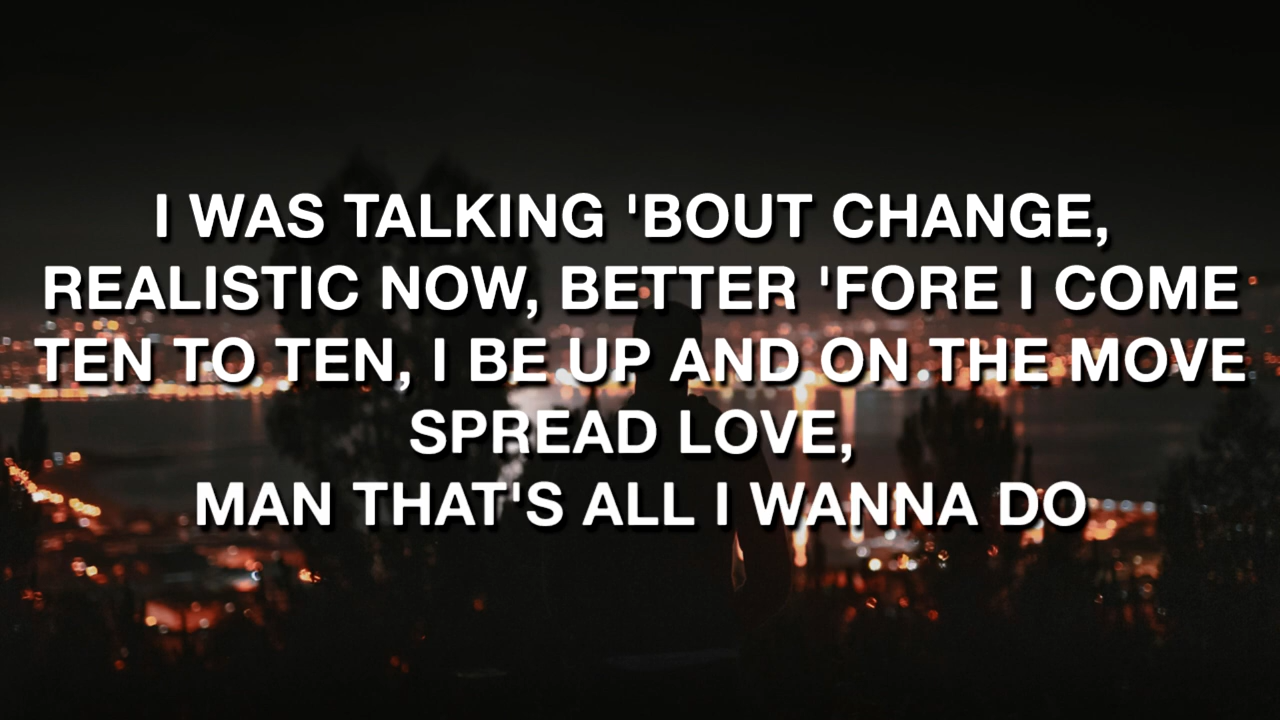 I WAS TALKING 'BOUT CHANGE,
REALISTIC NOW, BETTER 'FORE I COME
TEN TO TEN, I BE UP AND ON THE MOVE
SPREAD LOVE,
MAN THAT'S ALL I WANNA DO